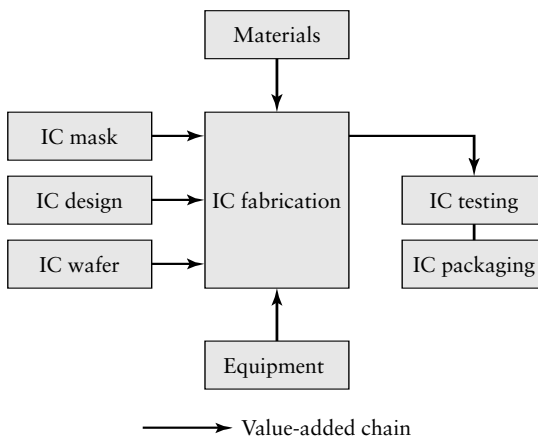 Materials
IC mask
IC design
IC wafer
IC fabrication
IC testing
IC packaging
Equipment
Value-added chain